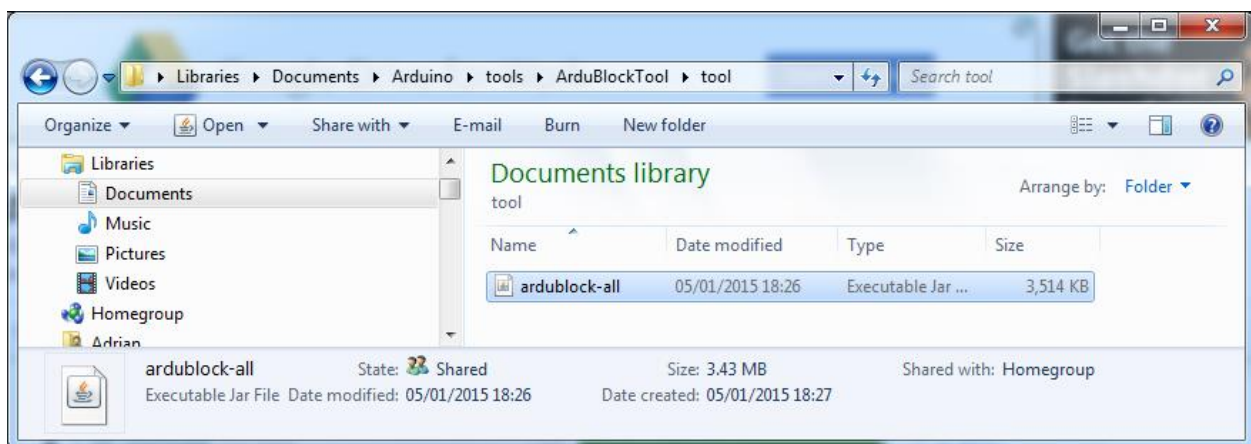 Libraries Documents Arduino tools ArduBlockTool tool Search tool
Organize Open Share with E-mail Burn New folder
Libraries
Documents
Music
Pictures
Videos
Homegroup
Adrian
Documents library
tool
Arrange by: Folder
Name Date modified Type Size
ardublock-all 05/01/2015 18:26 Executable Jar ... 3,514 KB
ardublock-all State: Shared Size: 3.43 MB Shared with: Homegroup
Executable Jar File Date modified: 05/01/2015 18:26 Date created: 05/01/2015 18:27